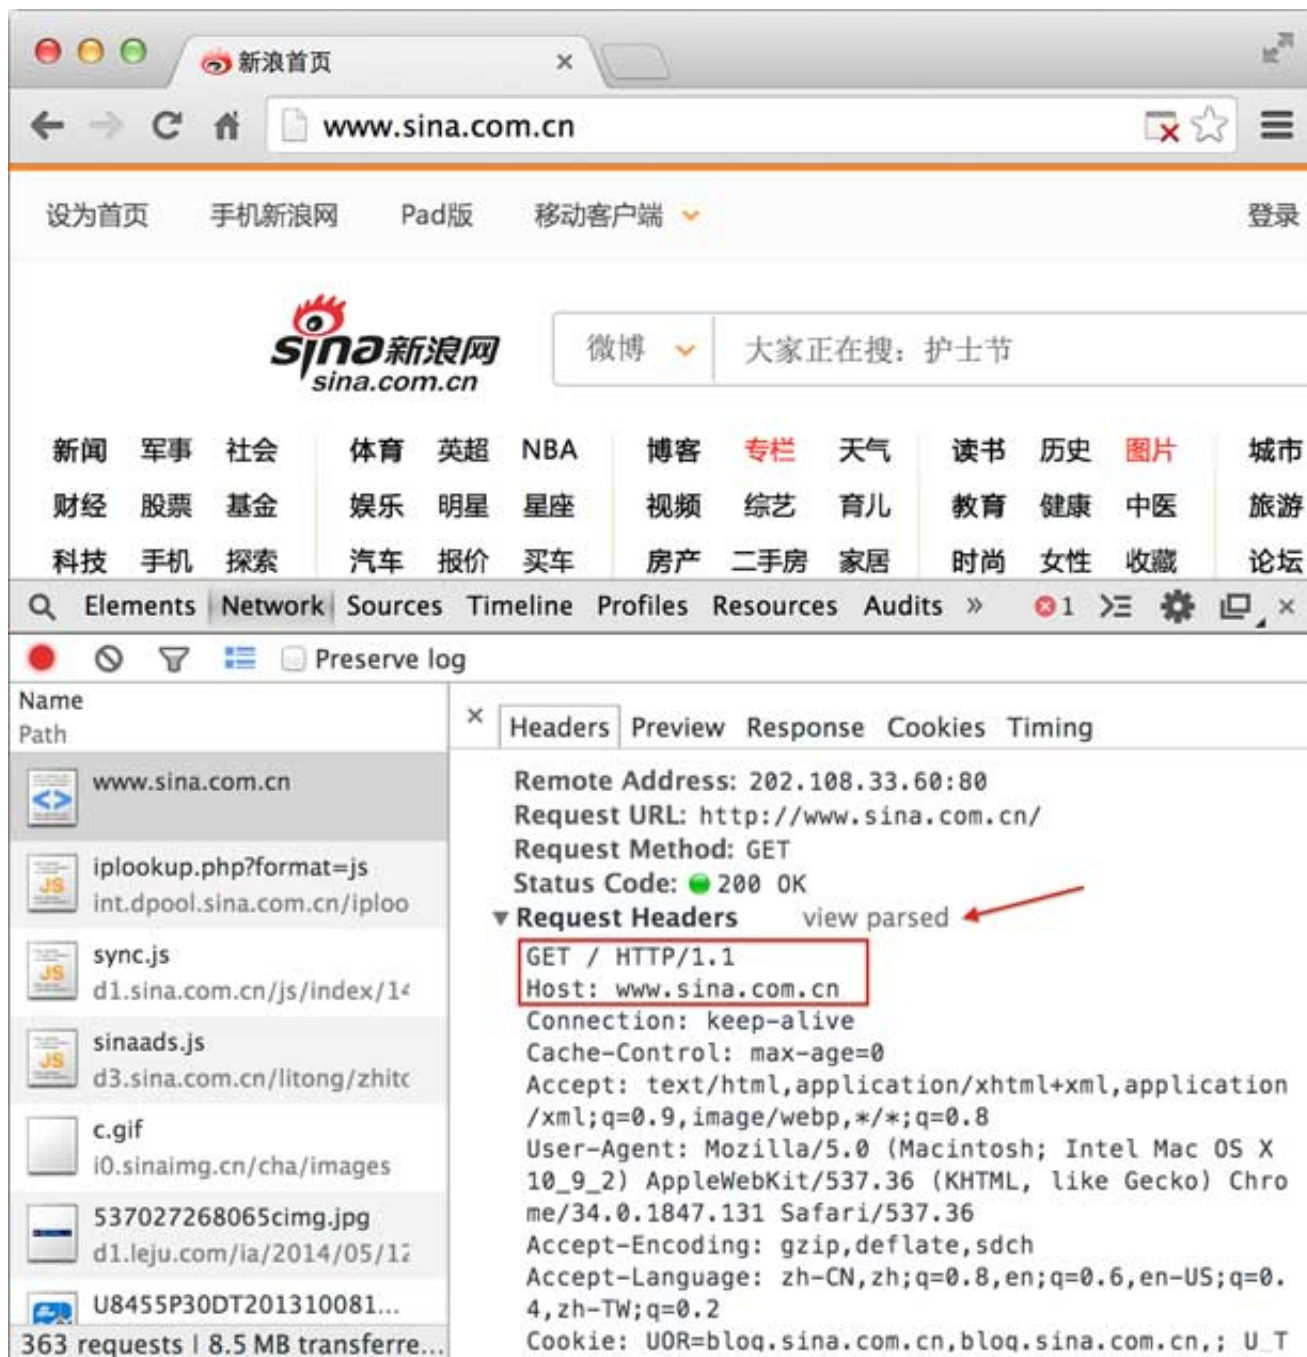 新浪首页
www.sina.com.cn
设为首页 手机新浪网 Pad版 移动客户端 登录
sina新浪网
sina.com.cn
微博 大家正在搜：护士节
新闻 军事 社会 体育 英超 NBA 博客 专栏 天气 读书 历史 图片 城市
财经 股票 基金 娱乐 明星 星座 视频 综艺 育儿 教育 健康 中医 旅游
科技 手机 探索 汽车 报价 买车 房产 二手房 家居 时尚 女性 收藏 论坛
Elements Network Sources Timeline Profiles Resources Audits » 1
Preserve log
Name
Path
www.sina.com.cn
iplookup.php?format=js
int.dpool.sina.com.cn/iploo
sync.js
d1.sina.com.cn/js/index/14
sinaads.js
d3.sina.com.cn/litong/zhitc
c.gif
i0.sinaimg.cn/cha/images
537027268065cimg.jpg
d1.leju.com/ia/2014/05/12
U8455P30DT201310081...
363 requests | 8.5 MB transferre...
Headers Preview Response Cookies Timing
Remote Address: 202.108.33.60:80
Request URL: http://www.sina.com.cn/
Request Method: GET
Status Code: 200 OK
Request Headers view parsed
GET / HTTP/1.1
Host: www.sina.com.cn
Connection: keep-alive
Cache-Control: max-age=0
Accept: text/html,application/xhtml+xml,application
/xml;q=0.9,image/webp,*/*;q=0.8
User-Agent: Mozilla/5.0 (Macintosh; Intel Mac OS X
10_9_2) AppleWebKit/537.36 (KHTML, like Gecko) Chro
me/34.0.1847.131 Safari/537.36
Accept-Encoding: gzip,deflate,sdch
Accept-Language: zh-CN,zh;q=0.8,en;q=0.6,en-US;q=0.
4,zh-TW;q=0.2
Cookie: UOR=blog.sina.com.cn,blog.sina.com.cn,; U_T